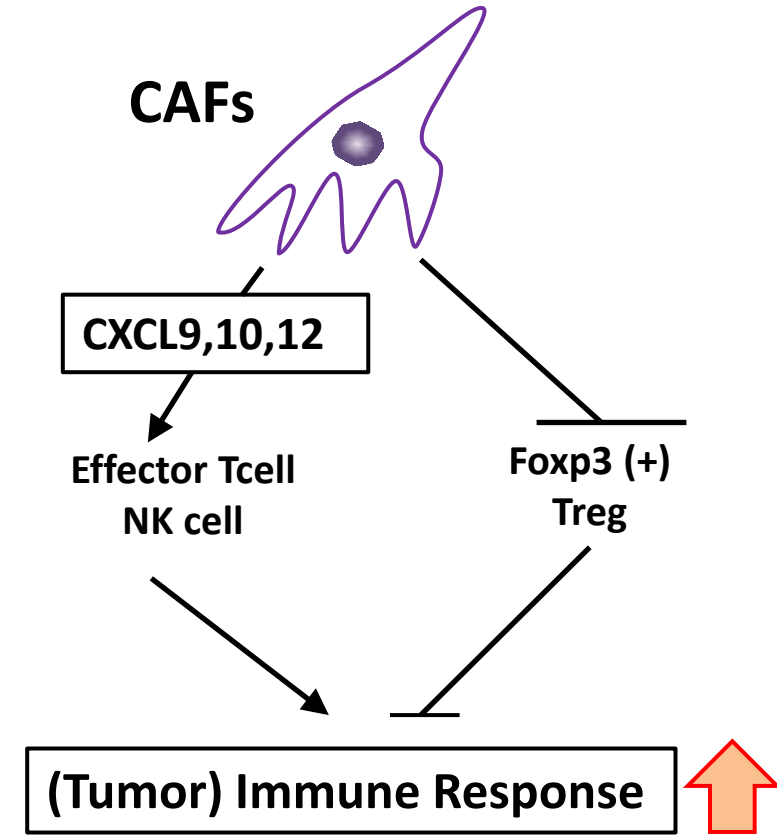 CAFs
CXCL9,10,12
Effector Tcell
NK cell
Foxp3 (+)
Treg
(Tumor) Immune Response